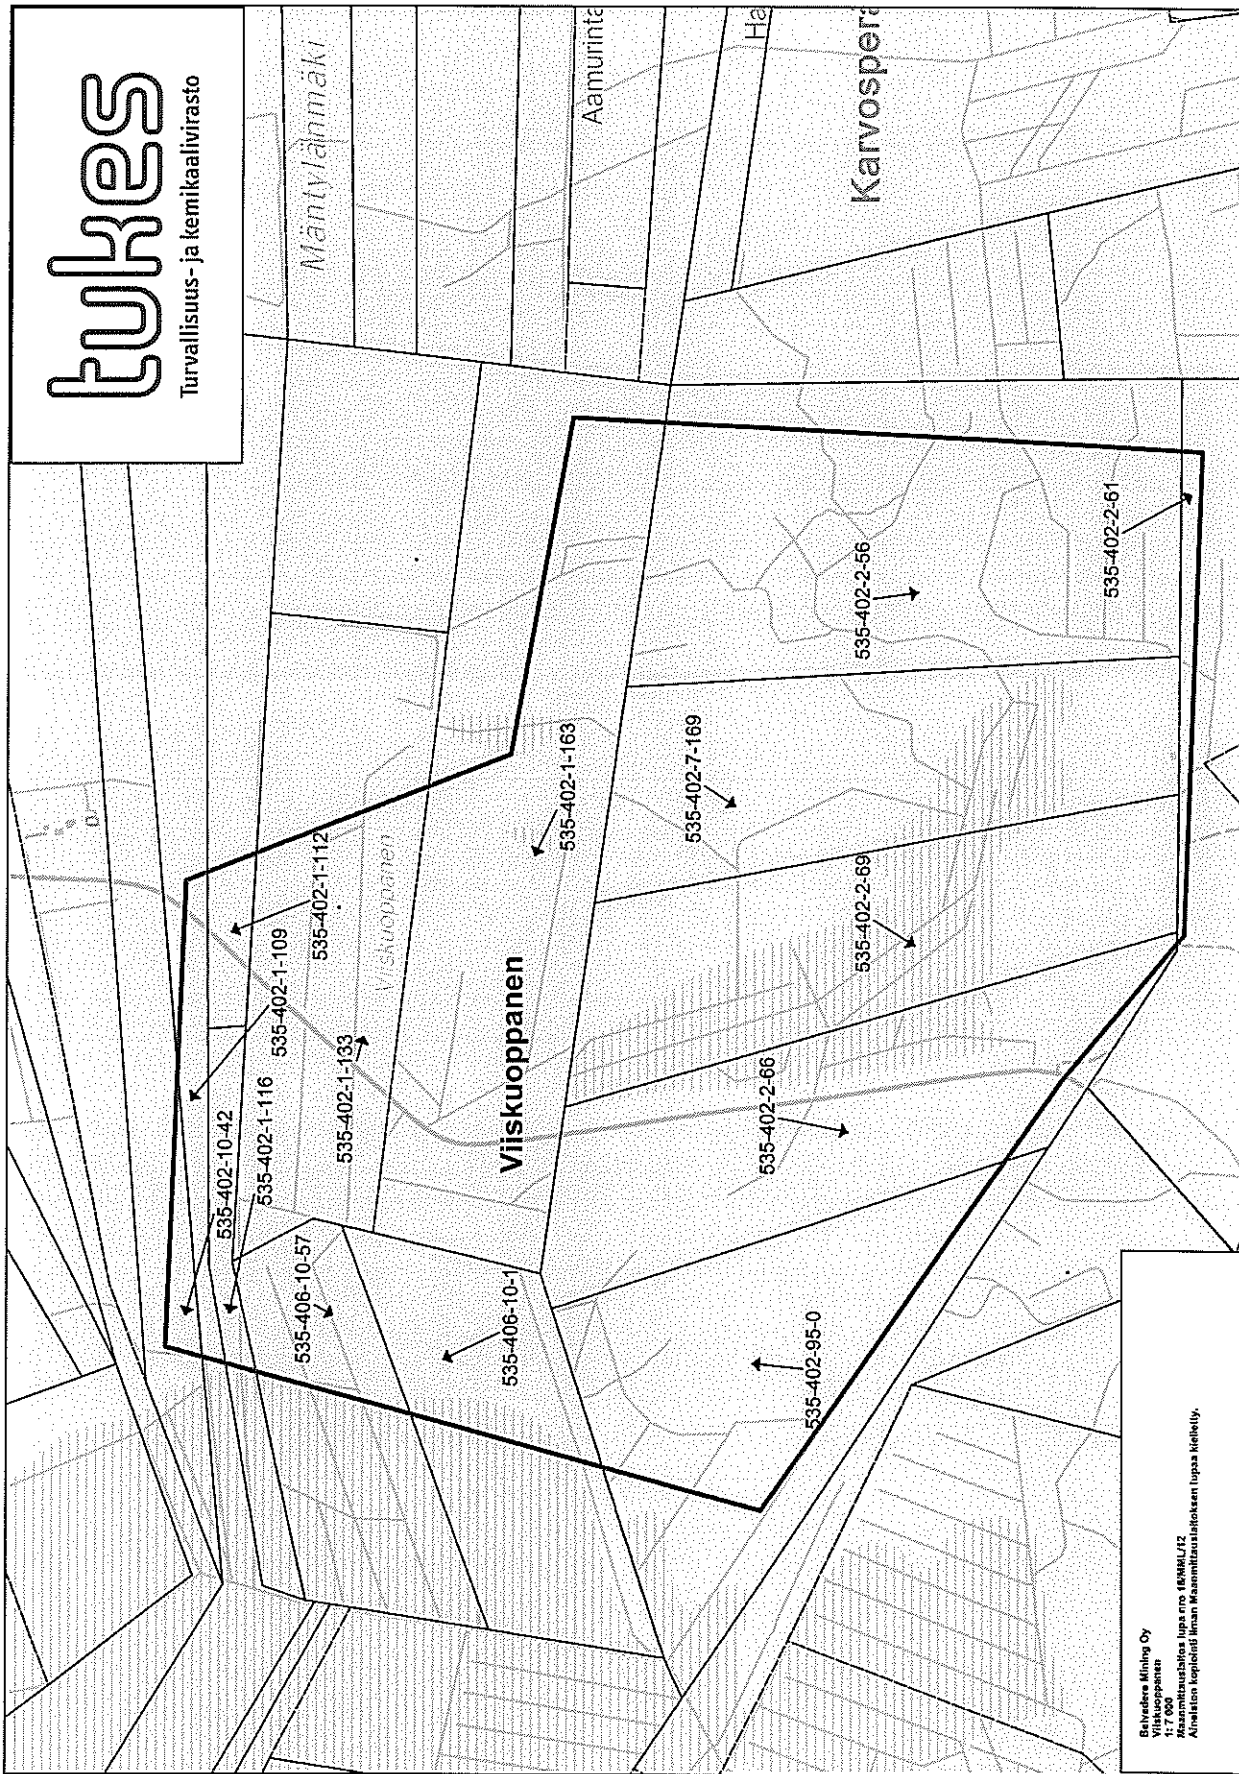 tukes
Turvallisuus- ja kemikaalivirasto
Mäntylänmäki
Aamurinta
Ha
Karvospera
535-402-10-42
535-402-1-116
535-402-1-109
535-402-1-112
535-402-1-133
Viiskuoppanen
535-406-10-57
535-406-10-1
Viiskuoppanen
535-402-1-163
535-402-7-169
535-402-2-56
535-402-2-61
535-402-2-69
535-402-2-66
535-402-95-0
Belvedere Mining Oy
Viiskuoppanen
1: 7 000
Maanmittauslaitos lupa nro 18/MML/12
Aineiston kopiointi ilman Maanmittauslaitoksen lupaa kielletty.